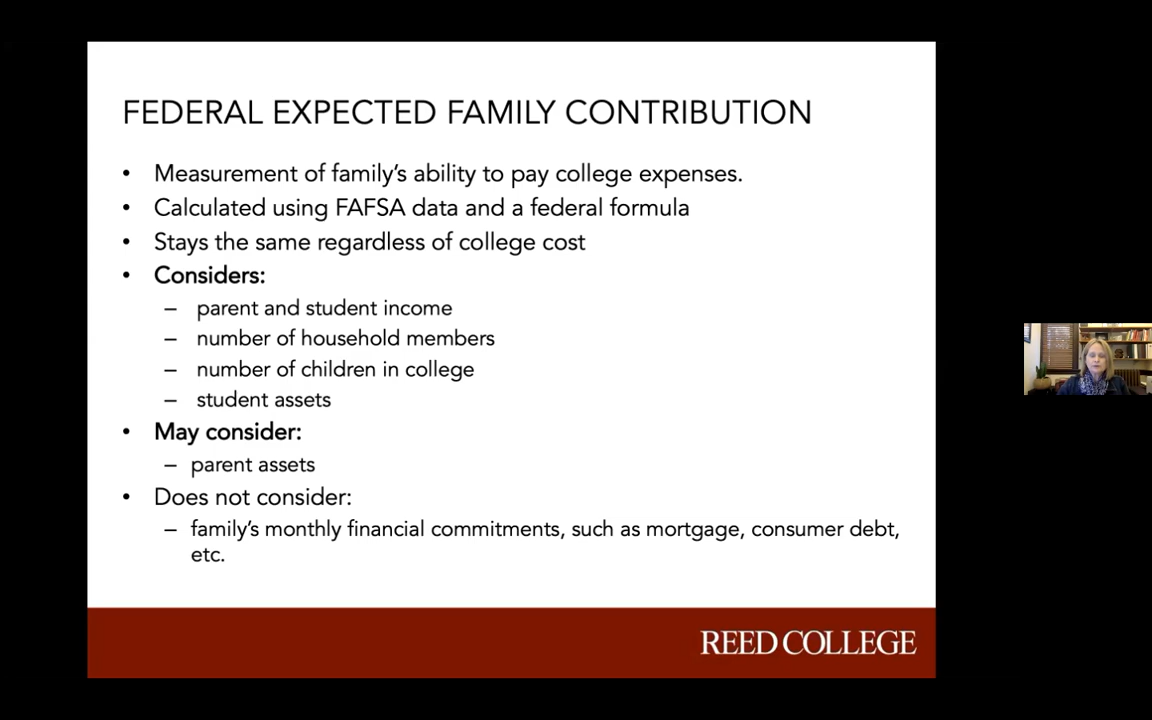 FEDERAL EXPECTED FAMILY CONTRIBUTION
• Measurement of family's ability to pay college expenses.
• Calculated using FAFSA data and a federal formula
• Stays the same regardless of college cost
• Considers:
– parent and student income
– number of household members
– number of children in college
– student assets
• May consider:
– parent assets
• Does not consider:
– family's monthly financial commitments, such as mortgage, consumer debt,
etc.
REED COLLEGE